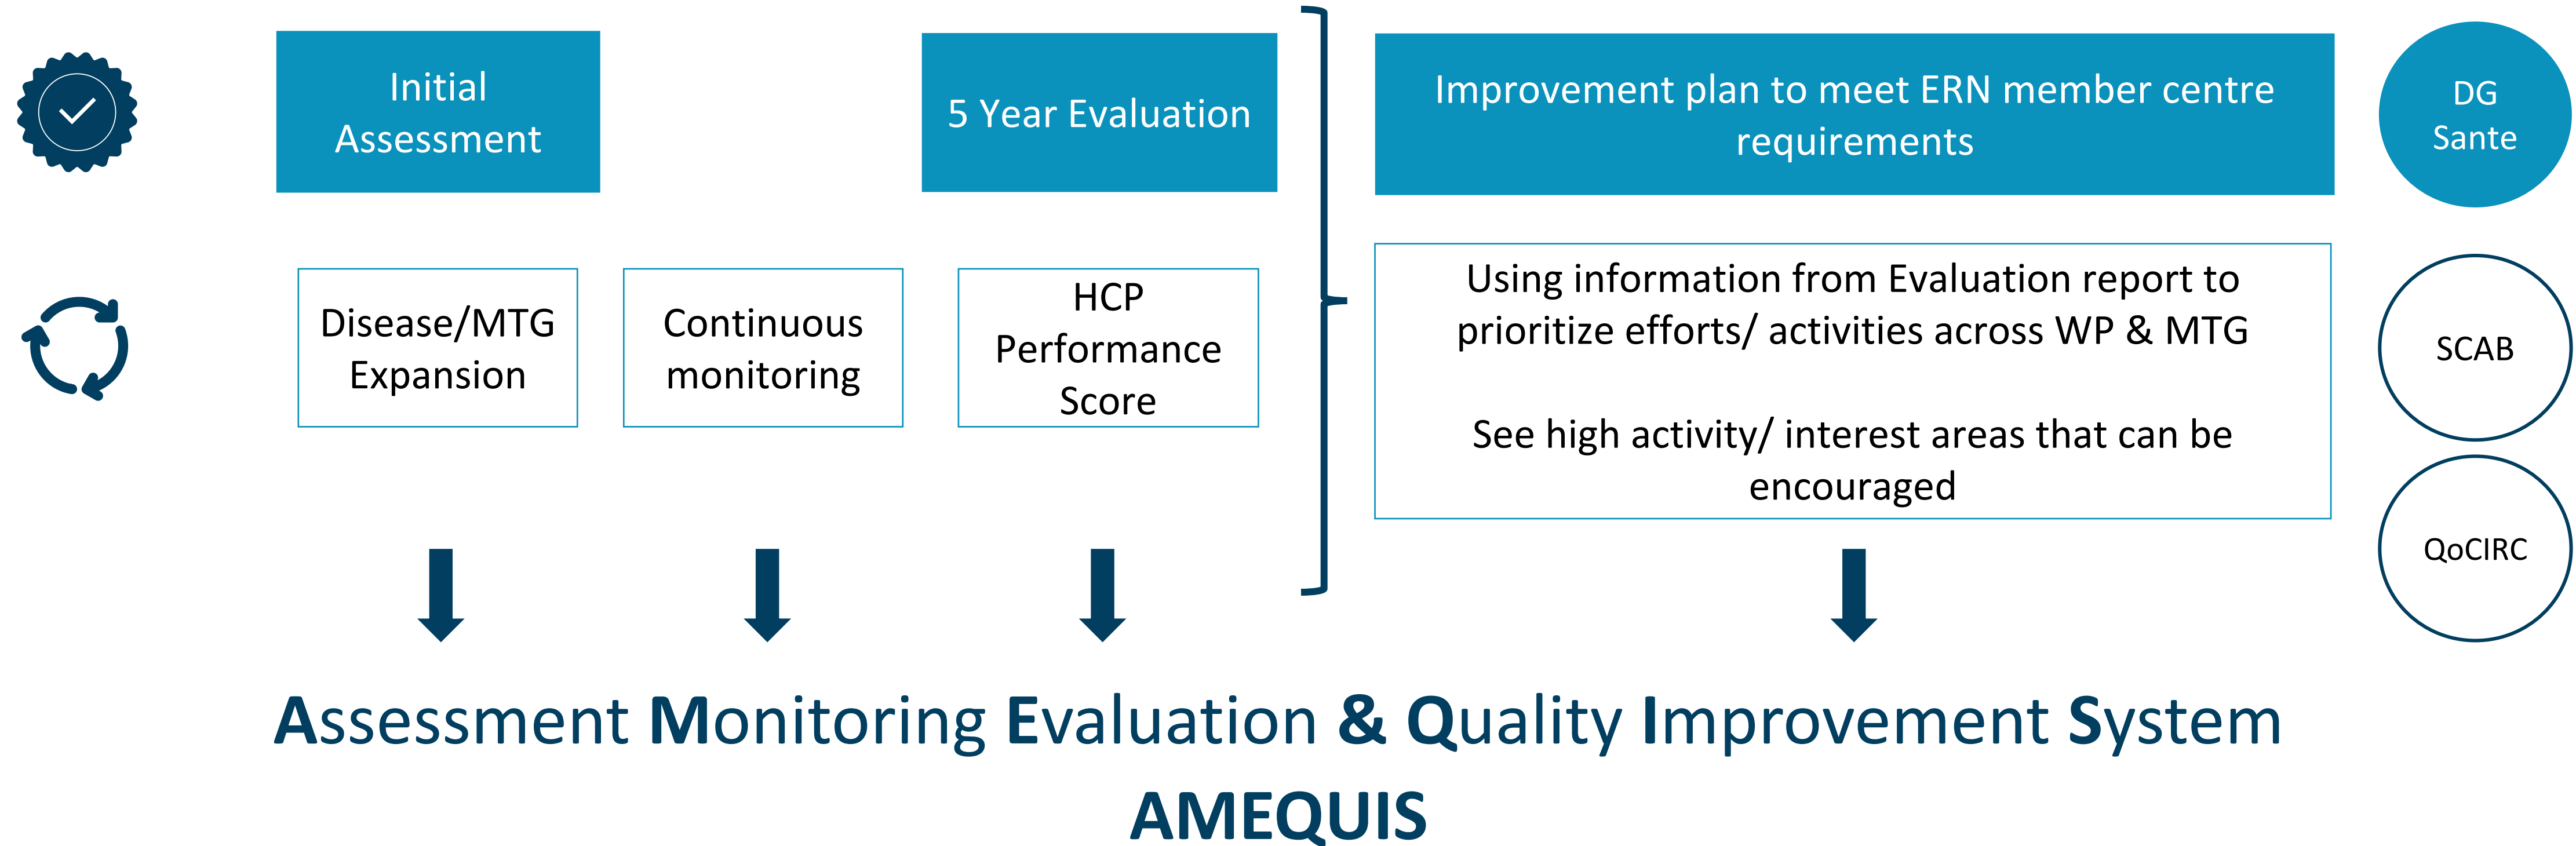 Initial
Assessment
5 Year Evaluation
Improvement plan to meet ERN member centre
requirements
DG
Sante
Disease/MTG
Expansion
Continuous
monitoring
HCP
Performance
Score
Using information from Evaluation report to
prioritize efforts/ activities across WP & MTG
See high activity/ interest areas that can be
encouraged
SCAB
QoCIRC
Assessment Monitoring Evaluation & Quality Improvement System
AMEQUIS